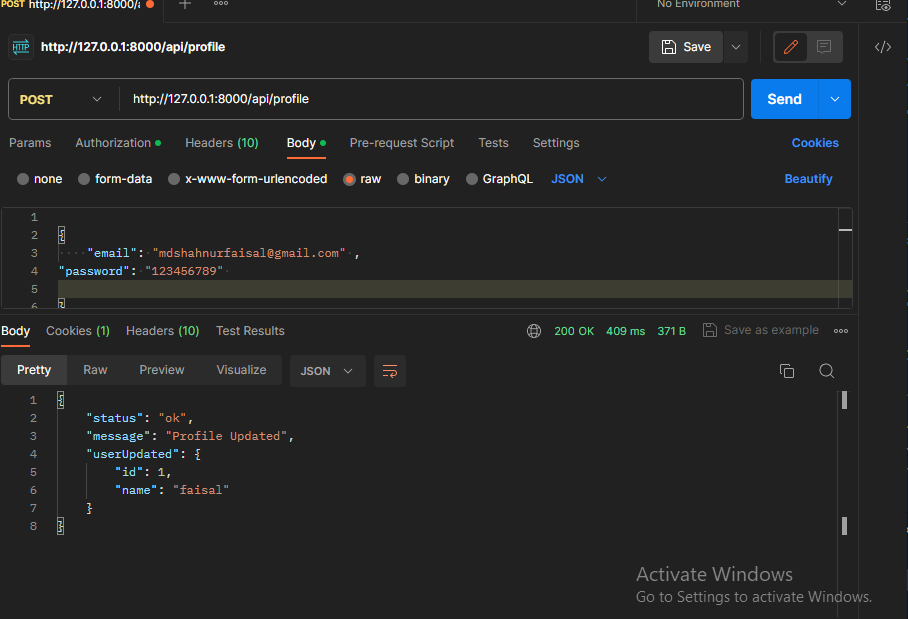 POST http://127.0.0.1:8000/a
No Environment
HTTP http://127.0.0.1:8000/api/profile
Save
POST http://127.0.0.1:8000/api/profile
Send
Params Authorization Headers (10) Body Pre-request Script Tests Settings Cookies
none form-data x-www-form-urlencoded raw binary GraphQL JSON Beautify
1
2 {
3 "email": "mdshahnurfaisal@gmail.com" ,
4 "password": "123456789"
5
6 }
Body Cookies (1) Headers (10) Test Results 200 OK 409 ms 371 B Save as example
Pretty Raw Preview Visualize JSON
1 {
2 "status": "ok",
3 "message": "Profile Updated",
4 "userUpdated": {
5 "id": 1,
6 "name": "faisal"
7 }
8 }
Activate Windows
Go to Settings to activate Windows.